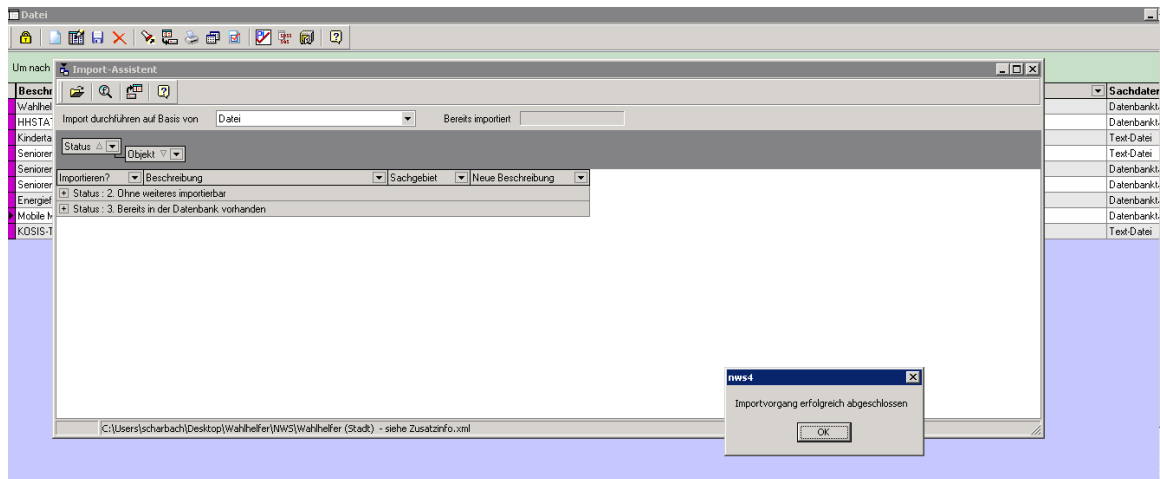 Datei
Um nach
Import-Assistent
Import durchführen auf Basis von Datei Bereits importiert
Status
Objekt
Importieren? Beschreibung Sachgebiet Neue Beschreibung
Status : 2. Ohne weiteres importierbar
Status : 3. Bereits in der Datenbank vorhanden
Beschr
Wahlhel
HHSTAT
Kinderta
Senioren
Senioren
Senioren
Energief
Mobile M
KOSIS-T
Sachdaten
Datenbankt
Datenbankt
Text-Datei
Text-Datei
Datenbankt
Datenbankt
Datenbankt
Datenbankt
Text-Datei
nws4
Importvorgang erfolgreich abgeschlossen
OK
C:\Users\scharbach\Desktop\Wahlhelfer\NWS\Wahlhelfer (Stadt) - siehe Zusatzinfo.xml